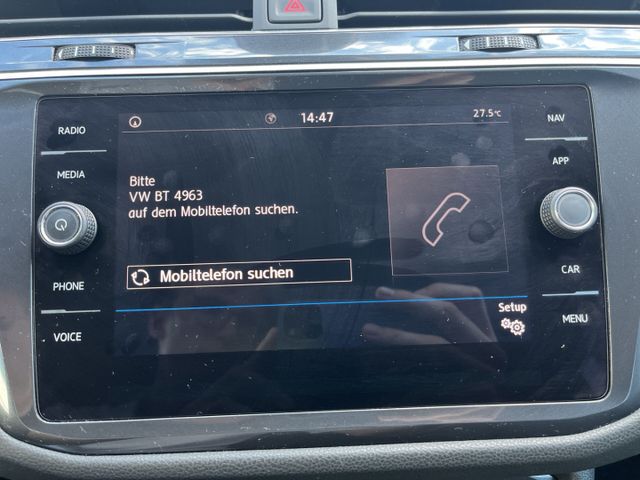 14:47
27.5°C
RADIO
NAV
MEDIA
APP
Bitte
VW BT 4963
auf dem Mobiltelefon suchen.
Mobiltelefon suchen
PHONE
CAR
Setup
VOICE
MENU